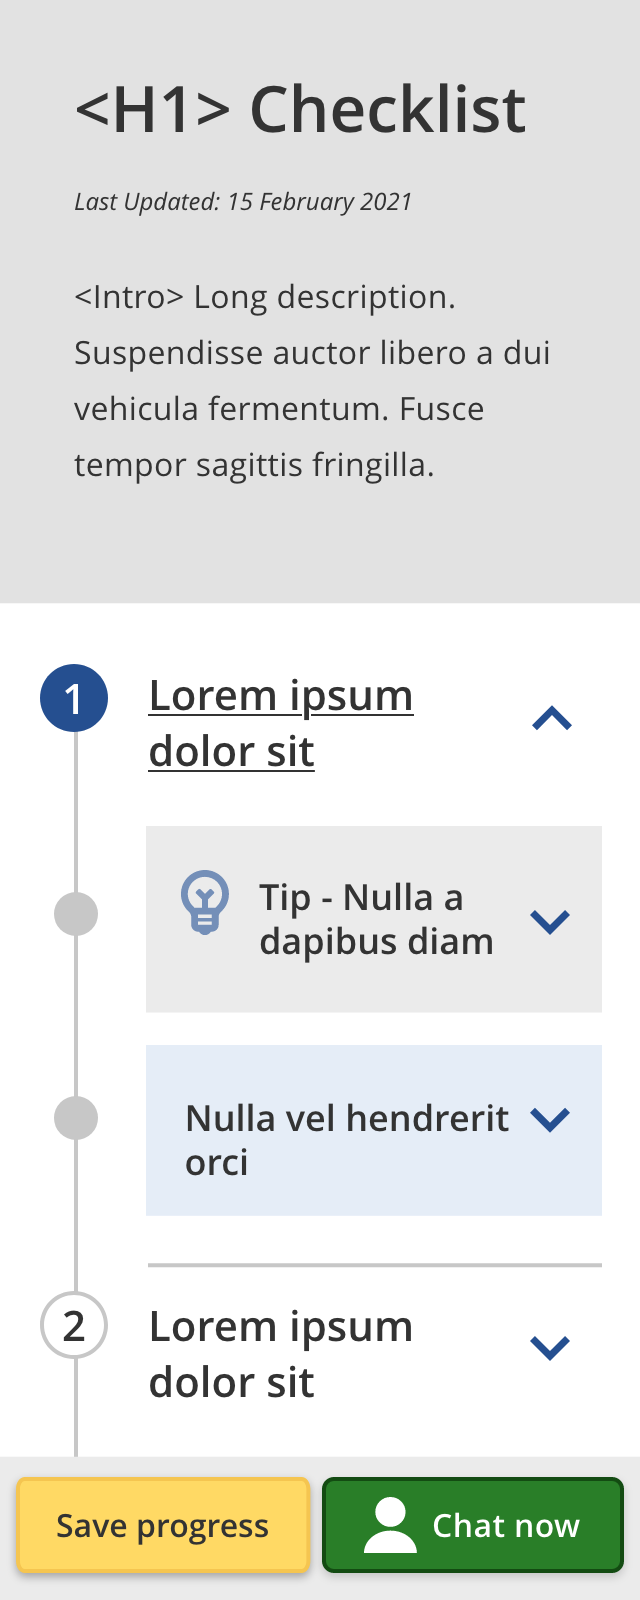 <H1> Checklist
Last Updated: 15 February 2021
<Intro> Long description.
Suspendisse auctor libero a dui
vehicula fermentum. Fusce
tempor sagittis fringilla.
1
Lorem ipsum
dolor sit
Tip - Nulla a
dapibus diam
Nulla vel hendrerit
orci
2
Lorem ipsum
dolor sit
Save progress
Chat now